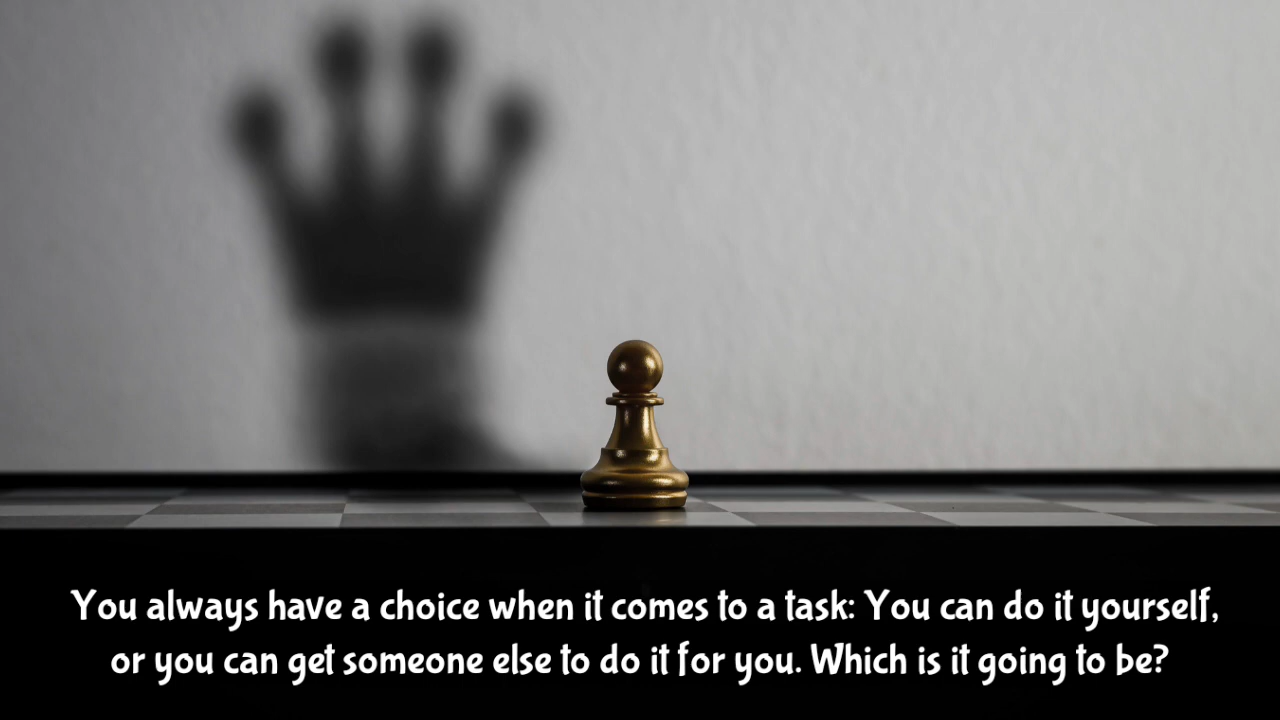 You always have a choice when it comes to a task: You can do it yourself,
or you can get someone else to do it for you. Which is it going to be?